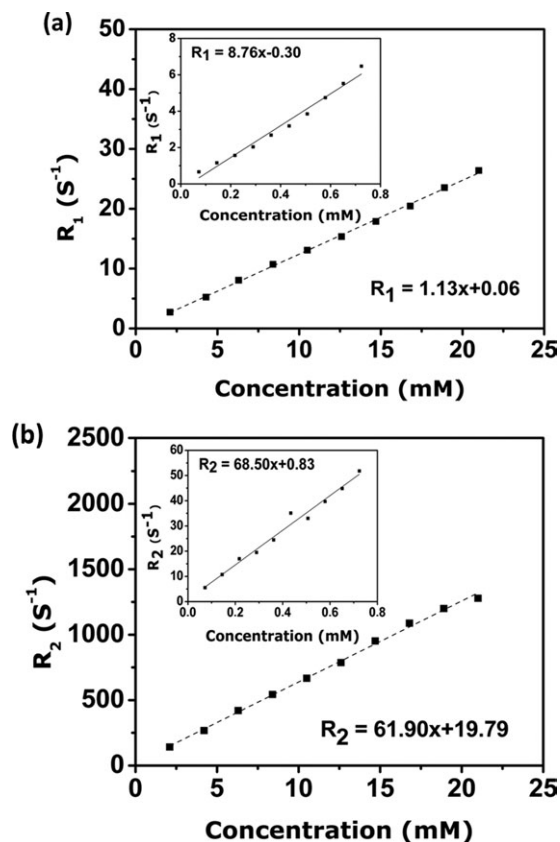 (a)
50
40
30
20
10
0
R1 (S-1)
0 5 10 15 20 25
Concentration (mM)
R1 = 1.13x+0.06
R1 = 8.76x-0.30
8
6
4
2
0
R1 (S-1)
0.0 0.2 0.4 0.6 0.8
Concentration (mM)
(b)
2500
2000
1500
1000
500
0
R2 (S-1)
0 5 10 15 20 25
Concentration (mM)
R2 = 61.90x+19.79
R2 = 68.50x+0.83
60
50
40
30
20
10
0
R2 (S-1)
0.0 0.2 0.4 0.6 0.8
Concentration (mM)